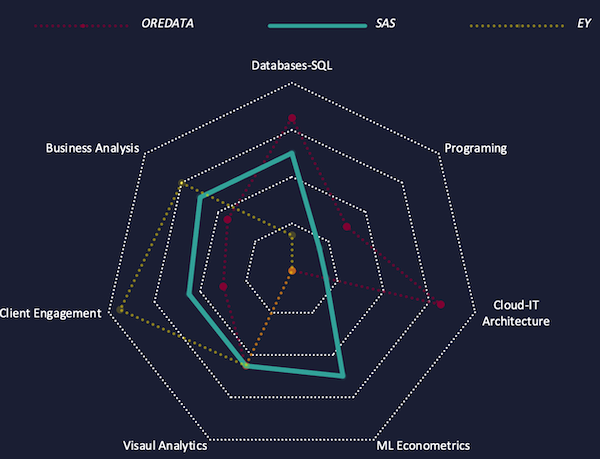 OREDATA SAS EY
Databases-SQL
Business Analysis
Programing
Client Engagement
Cloud-IT
Architecture
Visaul Analytics
ML Econometrics